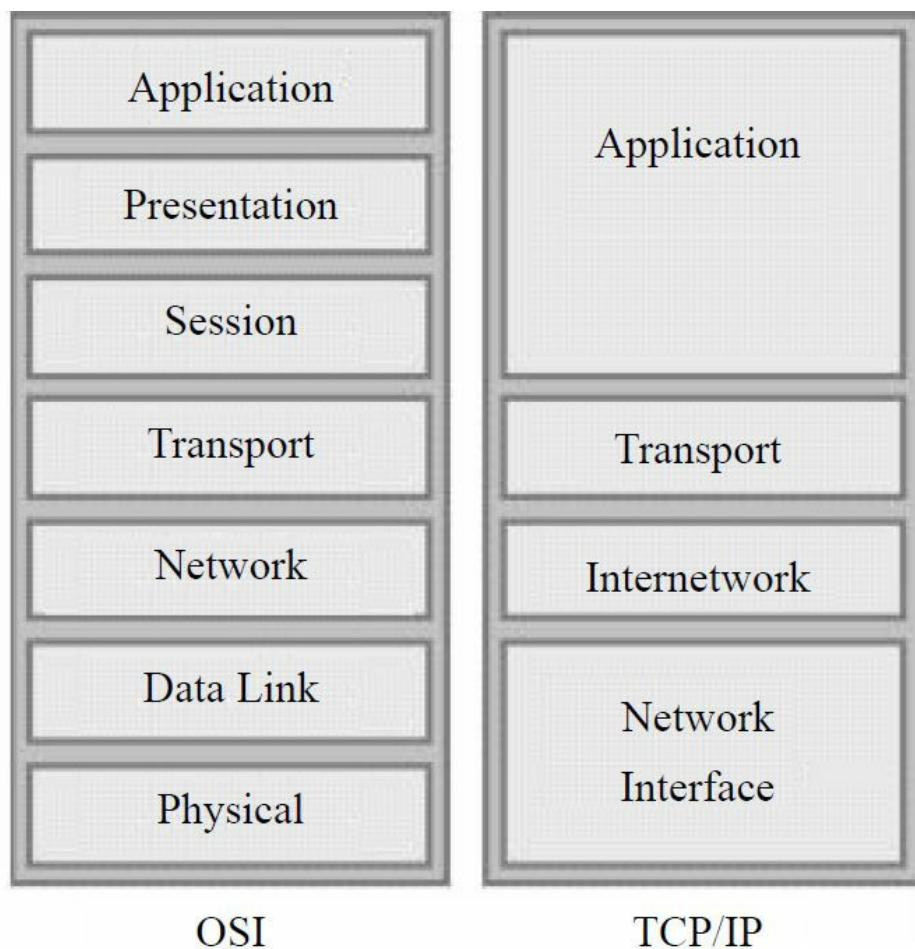 Application
Presentation
Session
Transport
Network
Data Link
Physical
OSI
Application
Transport
Internetwork
Network
Interface
TCP/IP